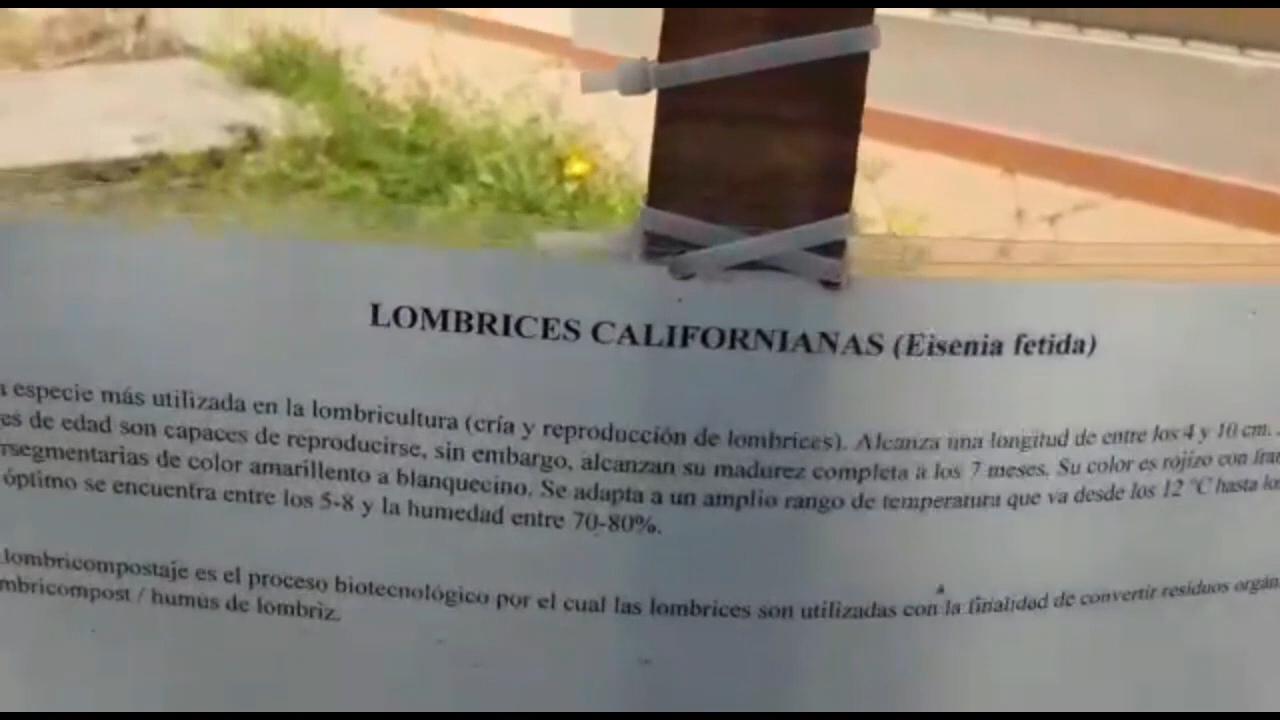 LOMBRICES CALIFORNIANAS (Eisenia fetida)
especie más utilizada en la lombricultura (cría y reproducción de lombrices). Alcanza una longitud de entre los 4 y 10 cm.
es de edad son capaces de reproducirse, sin embargo, alcanzan su madurez completa a los 7 meses. Su color es rojizo con
rsegmentarias de color amarillento a blanquecino. Se adapta a un amplio rango de temperatura que va desde los 12 °C hasta
óptimo se encuentra entre los 5-8 y la humedad entre 70-80%.
lombricompostaje es el proceso biotecnológico por el cual las lombrices son utilizadas con la finalidad de convertir residuos orgán
mbricompost / humus de lombriz.